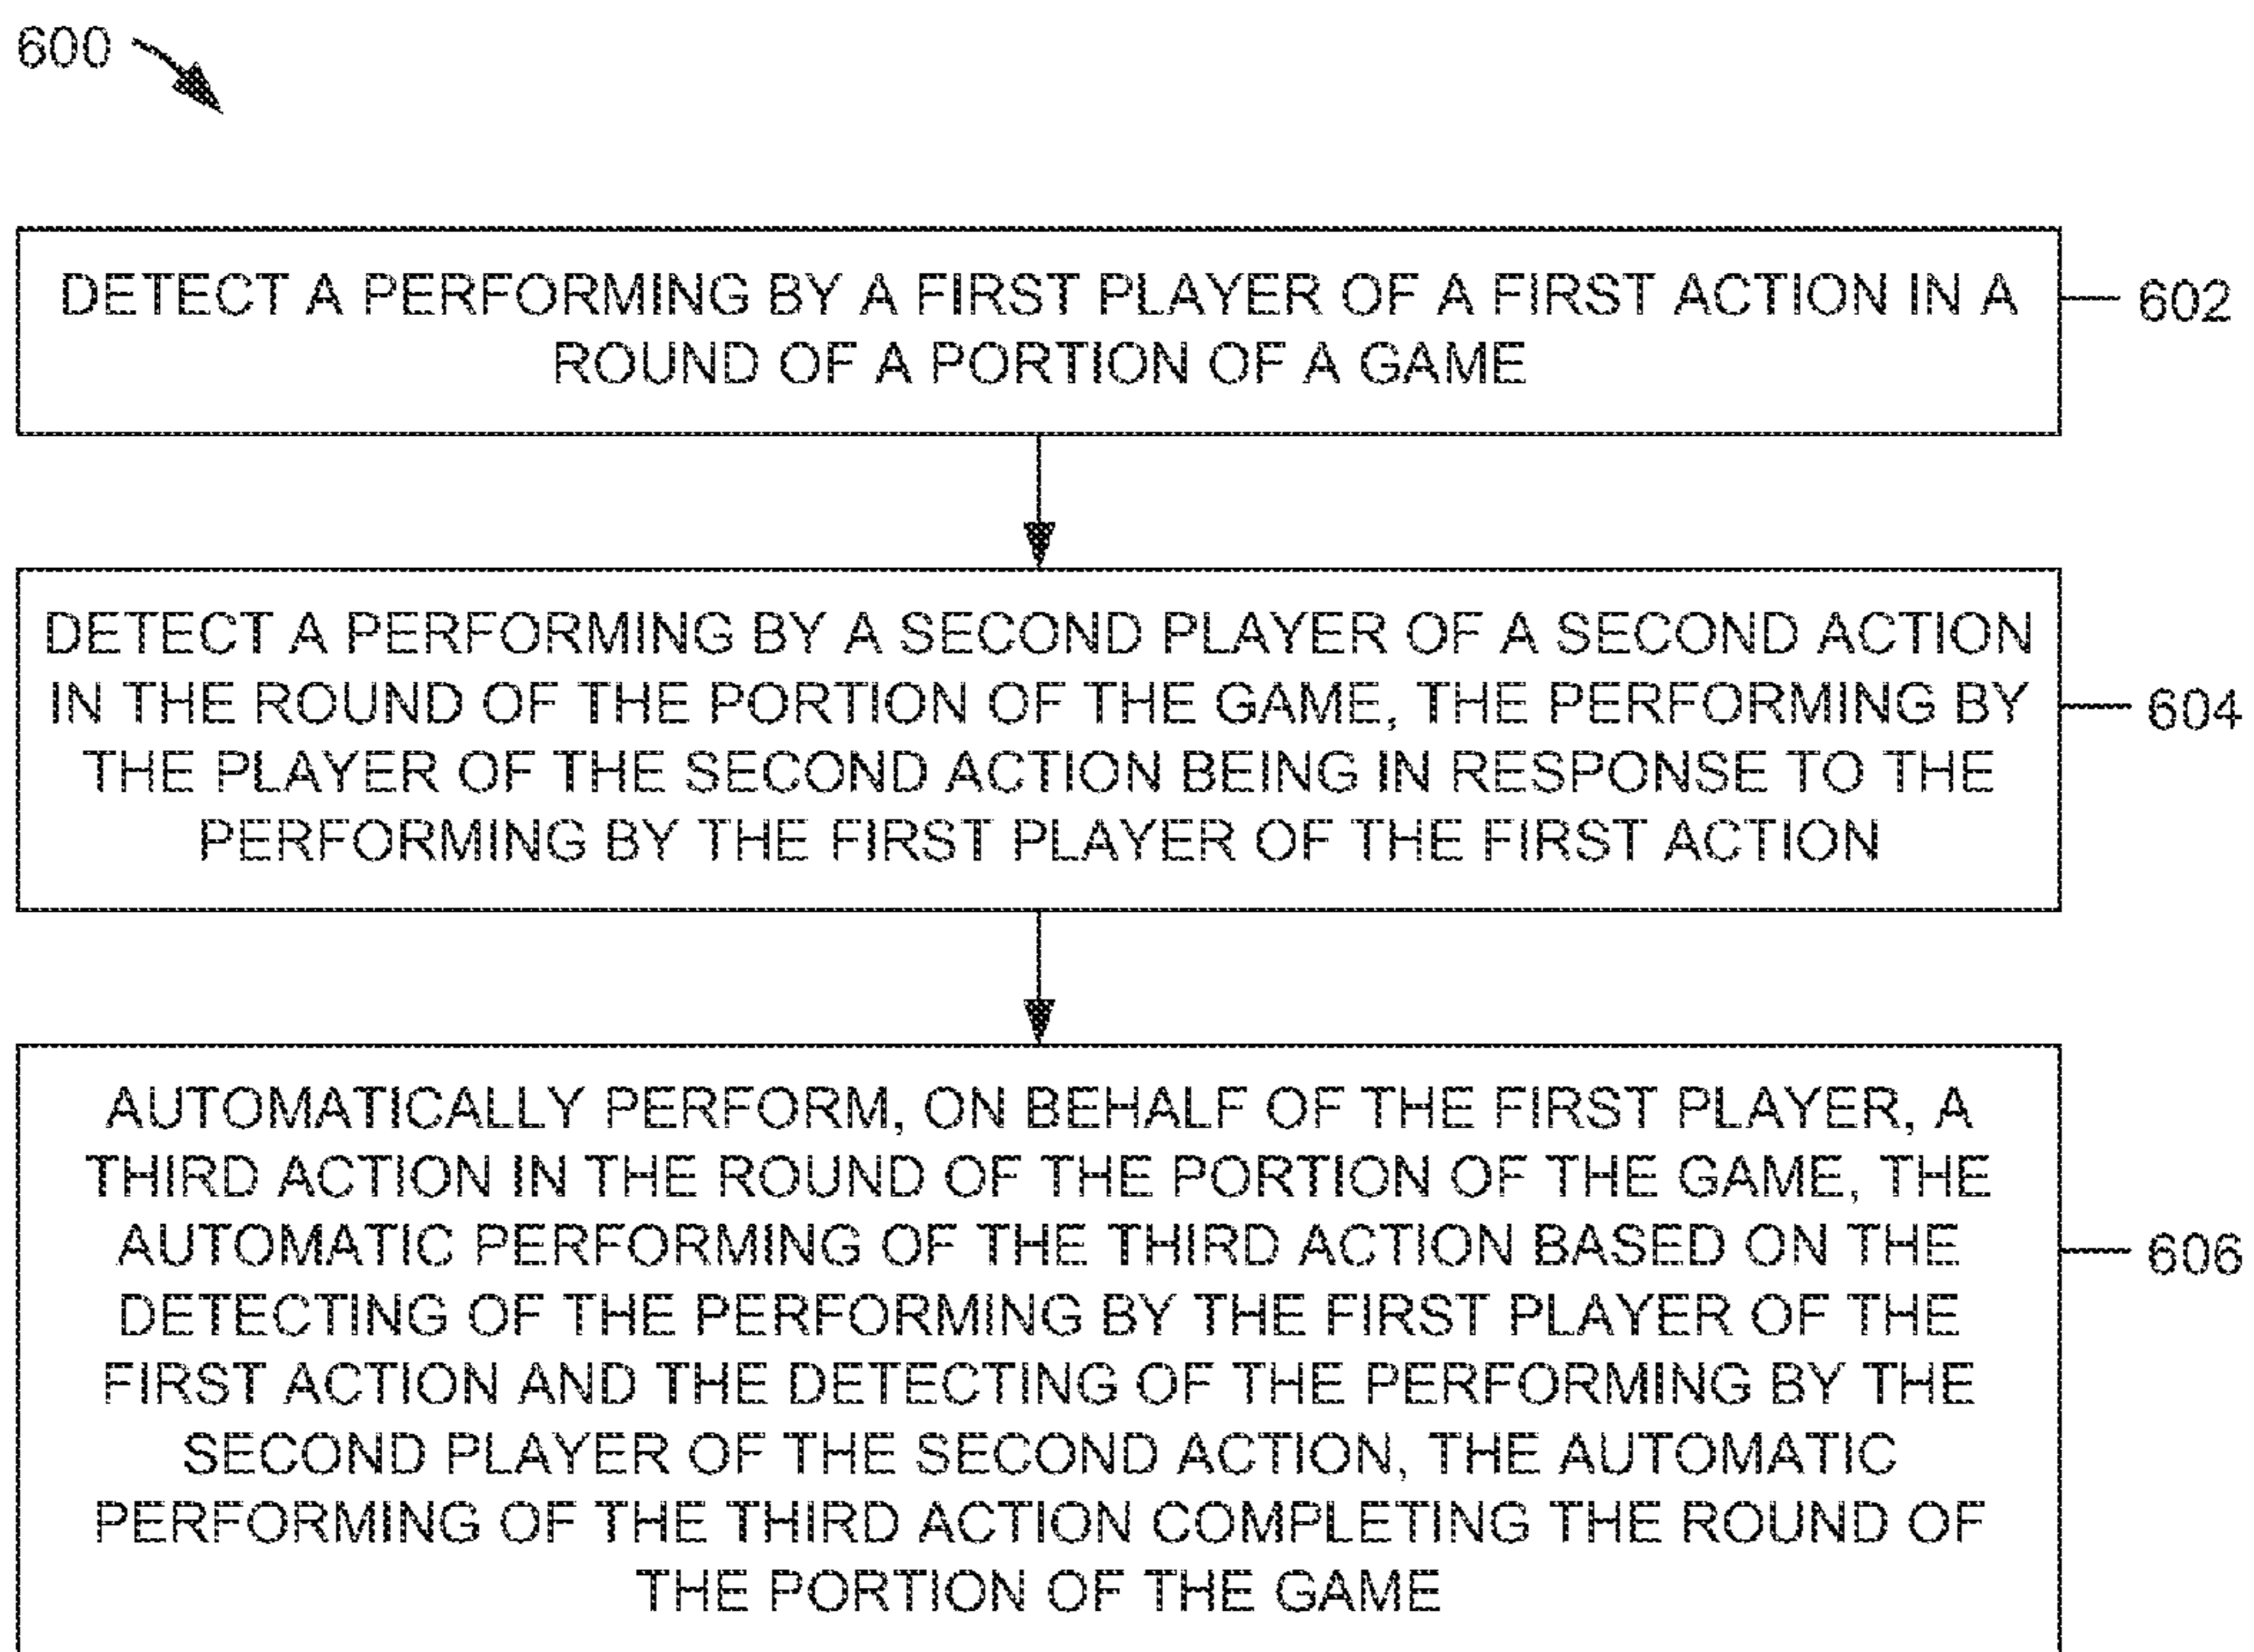 600
DETECT A PERFORMING BY A FIRST PLAYER OF A FIRST ACTION IN A
ROUND OF A PORTION OF A GAME
602
DETECT A PERFORMING BY A SECOND PLAYER OF A SECOND ACTION
IN THE ROUND OF THE PORTION OF THE GAME, THE PERFORMING BY
THE PLAYER OF THE SECOND ACTION BEING IN RESPONSE TO THE
PERFORMING BY THE FIRST PLAYER OF THE FIRST ACTION
604
AUTOMATICALLY PERFORM, ON BEHALF OF THE FIRST PLAYER, A
THIRD ACTION IN THE ROUND OF THE PORTION OF THE GAME, THE
AUTOMATIC PERFORMING OF THE THIRD ACTION BASED ON THE
DETECTING OF THE PERFORMING BY THE FIRST PLAYER OF THE
FIRST ACTION AND THE DETECTING OF THE PERFORMING BY THE
SECOND PLAYER OF THE SECOND ACTION, THE AUTOMATIC
PERFORMING OF THE THIRD ACTION COMPLETING THE ROUND OF
THE PORTION OF THE GAME
606